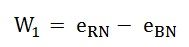 W₁ = eRN − eBN